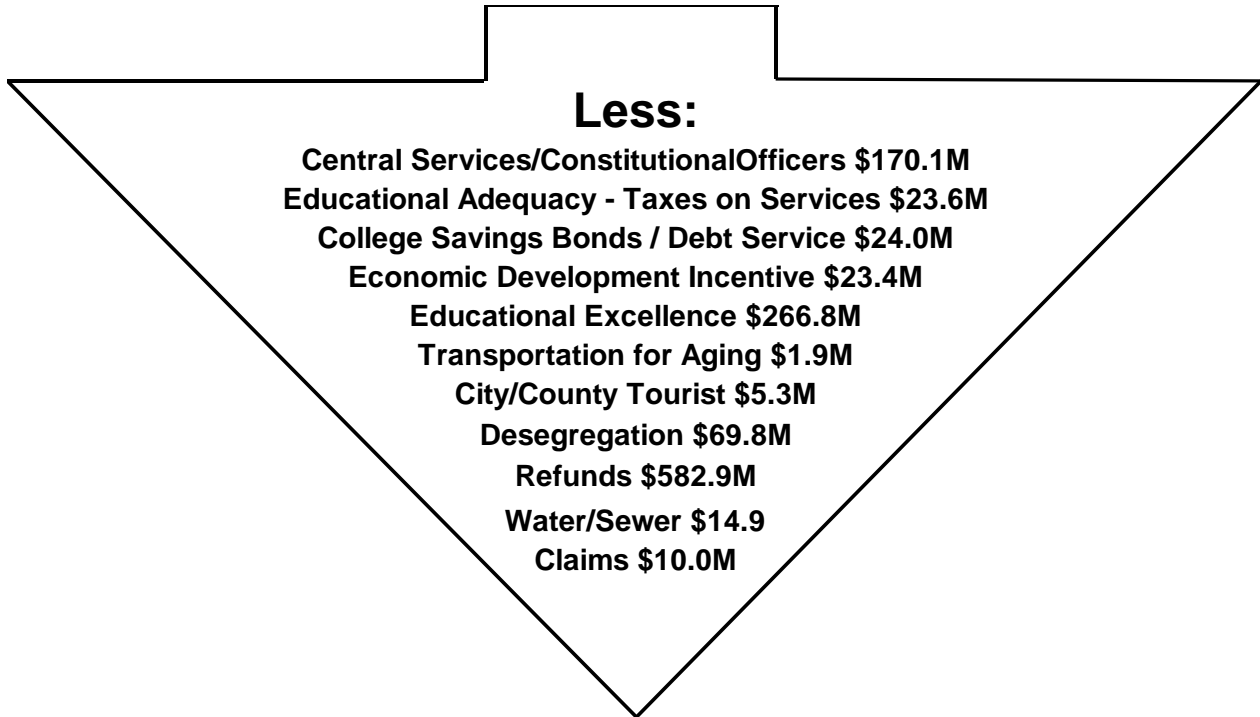 Less:
Central Services/ConstitutionalOfficers $170.1M
Educational Adequacy - Taxes on Services $23.6M
College Savings Bonds / Debt Service $24.0M
Economic Development Incentive $23.4M
Educational Excellence $266.8M
Transportation for Aging $1.9M
City/County Tourist $5.3M
Desegregation $69.8M
Refunds $582.9M
Water/Sewer $14.9
Claims $10.0M